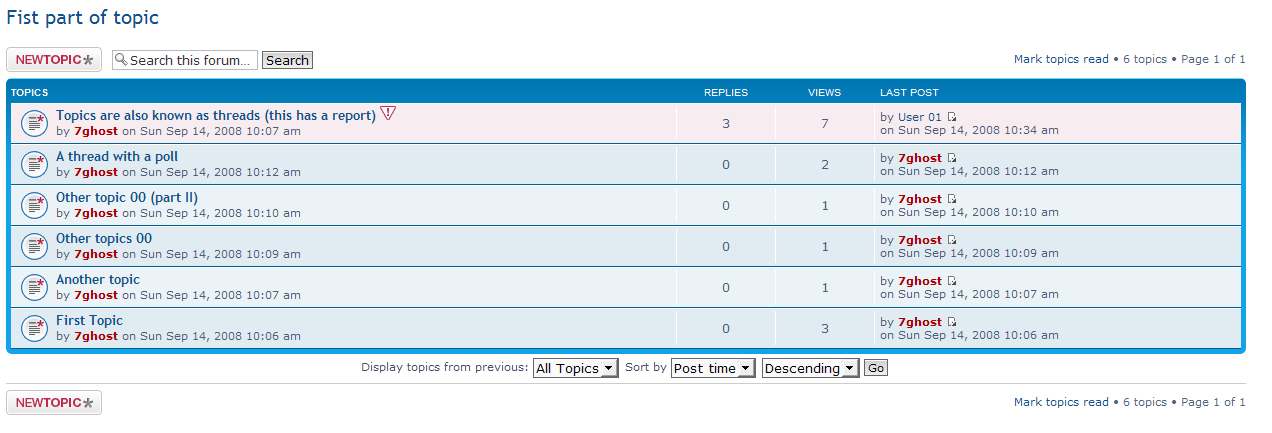 Fist part of topic
NEWTOPIC* Search this forum... Search Mark topics read • 6 topics • Page 1 of 1
TOPICS REPLIES VIEWS LAST POST
Topics are also known as threads (this has a report)
by 7ghost on Sun Sep 14, 2008 10:07 am
3 7
by User 01
on Sun Sep 14, 2008 10:34 am
A thread with a poll
by 7ghost on Sun Sep 14, 2008 10:12 am
0 2
by 7ghost
on Sun Sep 14, 2008 10:12 am
Other topic 00 (part II)
by 7ghost on Sun Sep 14, 2008 10:10 am
0 1
by 7ghost
on Sun Sep 14, 2008 10:10 am
Other topics 00
by 7ghost on Sun Sep 14, 2008 10:09 am
0 1
by 7ghost
on Sun Sep 14, 2008 10:09 am
Another topic
by 7ghost on Sun Sep 14, 2008 10:07 am
0 1
by 7ghost
on Sun Sep 14, 2008 10:07 am
First Topic
by 7ghost on Sun Sep 14, 2008 10:06 am
0 3
by 7ghost
on Sun Sep 14, 2008 10:06 am
Display topics from previous: All Topics Sort by Post time Descending Go
NEWTOPIC* Mark topics read • 6 topics • Page 1 of 1